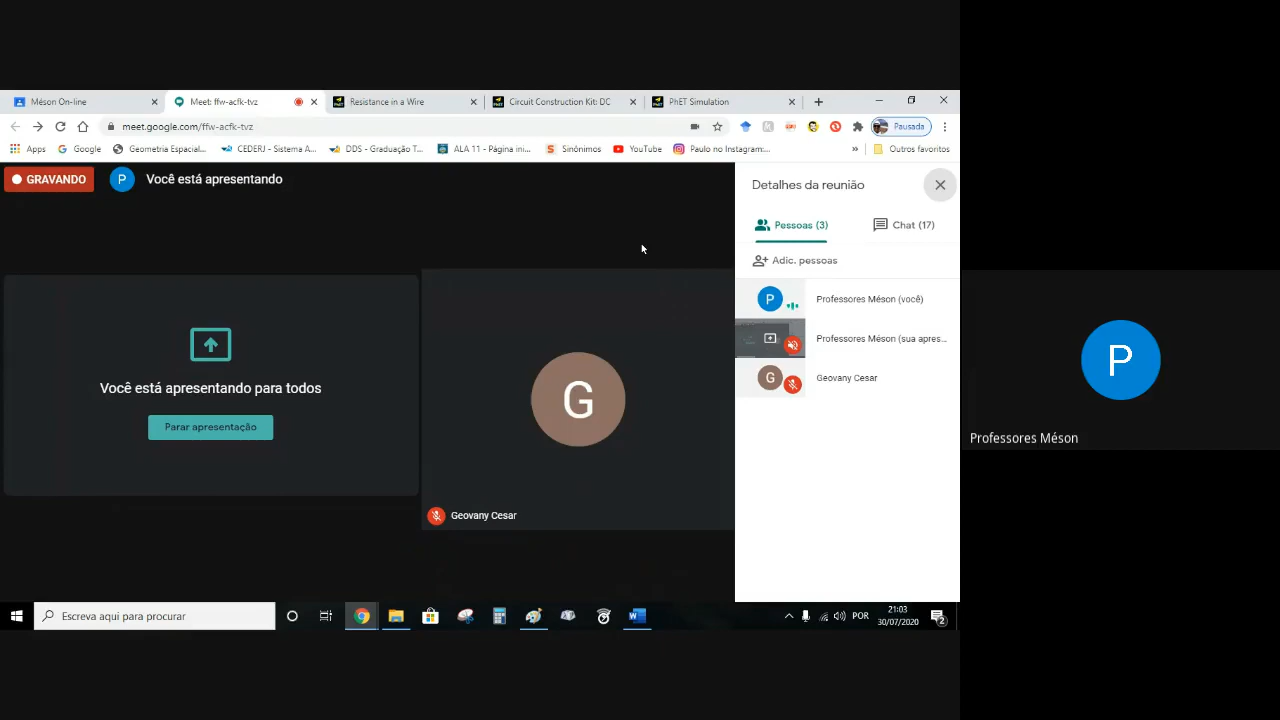 Méson On-line
Meet: ffw-acfk-tvz
Resistance in a Wire
Circuit Construction Kit: DC
PhET Simulation
meet.google.com/ffw-acfk-tvz
Pausada
Apps
Google
Geometria Espacial...
CEDERJ - Sistema A...
DDS - Graduação T...
ALA 11 - Página ini...
Sinônimos
YouTube
Paulo no Instagram:...
»
Outros favoritos
GRAVANDO
P
Você está apresentando
Detalhes da reunião
Pessoas (3)
Chat (17)
Adic. pessoas
P
Professores Méson (você)
Professores Méson (sua apres...
G
Geovany Cesar
Você está apresentando para todos
Parar apresentação
G
Geovany Cesar
P
Professores Méson
Escreva aqui para procurar
POR
21:03
30/07/2020
2